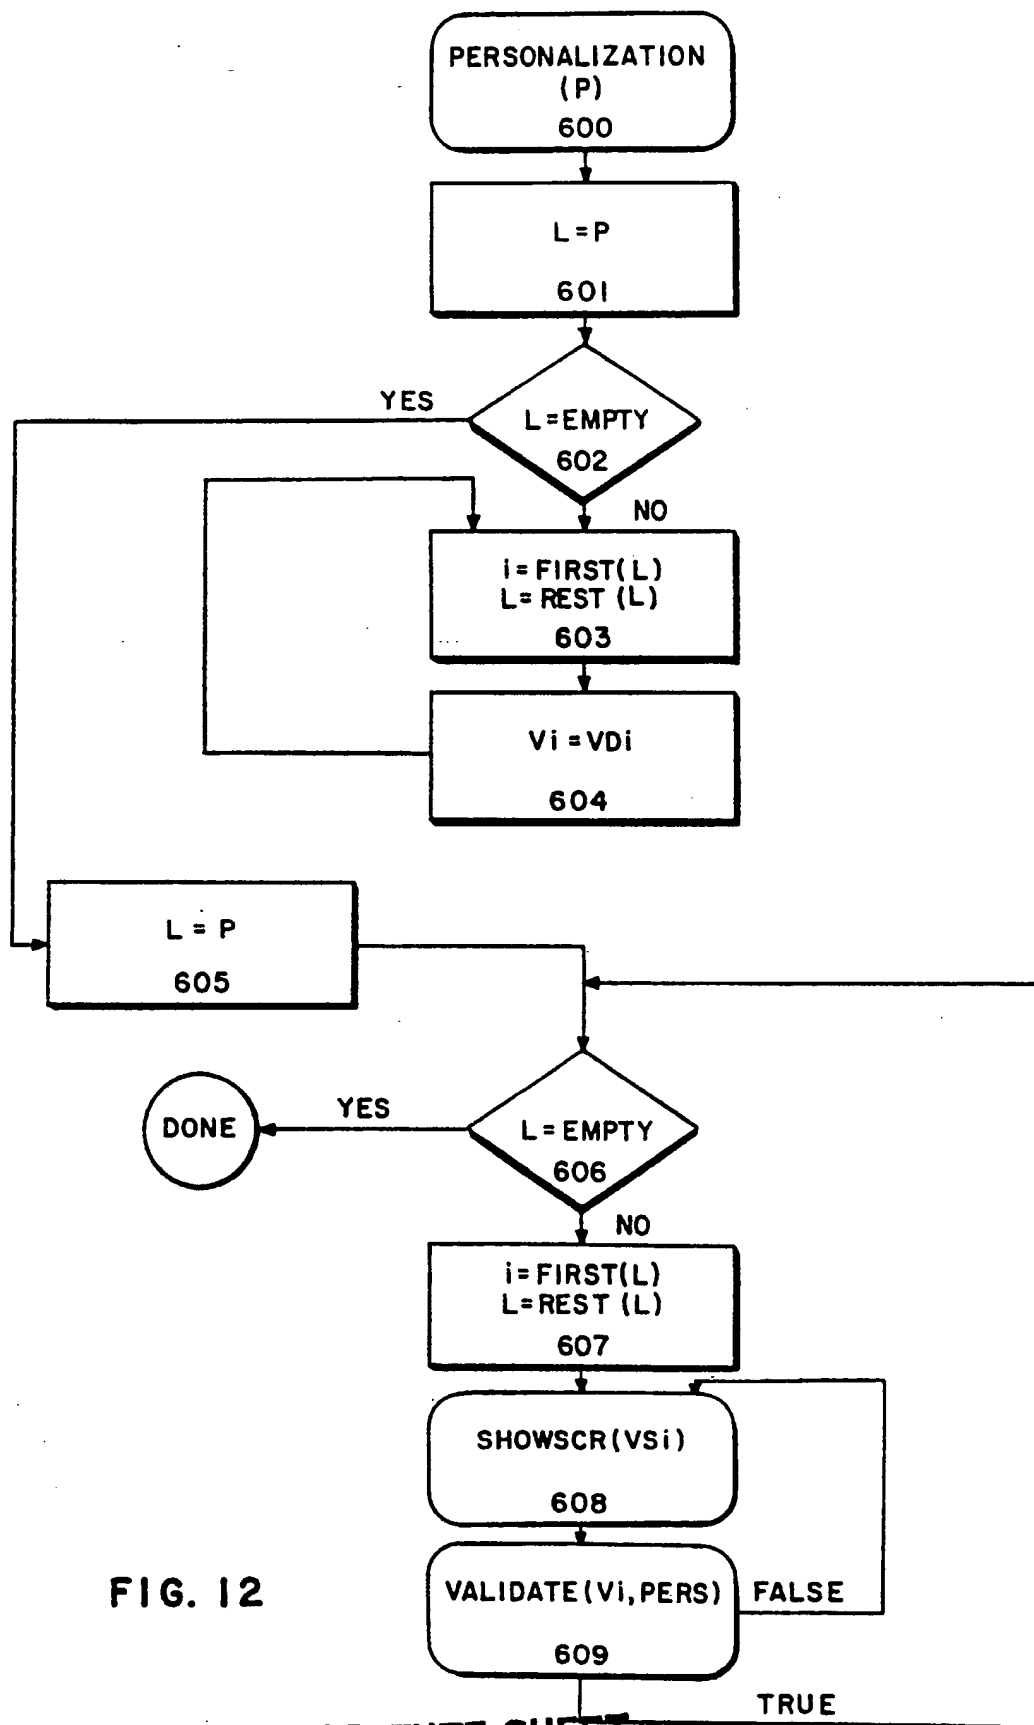 PERSONALIZATION
(P)
600
L=P
601
YES
L=EMPTY
602
NO
i=FIRST(L)
L=REST (L)
603
Vi=VDi
604
L = P
605
DONE
YES
L=EMPTY
606
NO
i=FIRST(L)
L=REST (L)
607
SHOWSCR(VSi)
608
FIG. 12
VALIDATE(Vi,PERS)
FALSE
609
TRUE